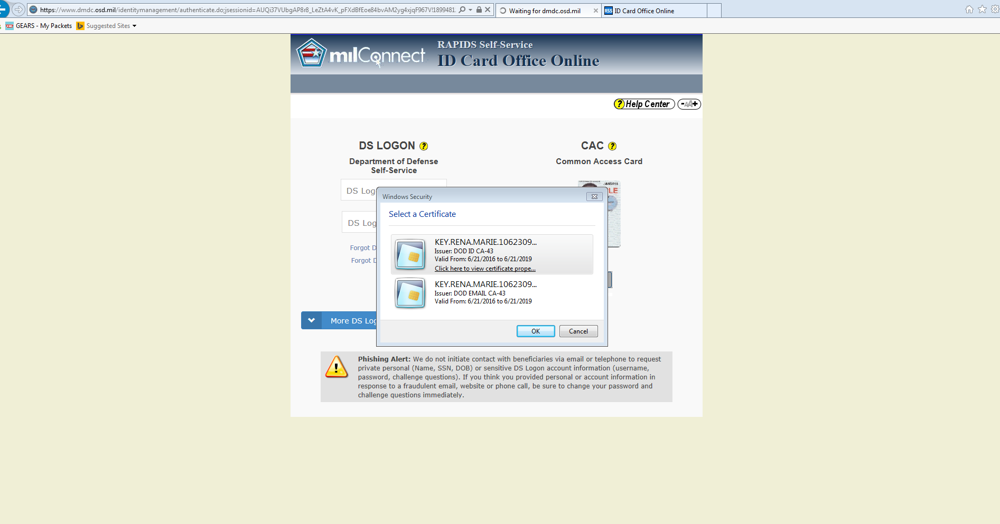 https://www.dmdc.osd.mil/identitymanagement/authenticate.do;jsessionid=AUQi37VUbgAP8r8_LeZtA4vK_pFXdBfEoe84bvAM2yg4xjqF967V!1899481.
Waiting for dmdc.osd.mil
RSS ID Card Office Online
GEARS - My Packets
Suggested Sites
milConnect
RAPIDS Self-Service
ID Card Office Online
? Help Center
-AA+
DS LOGON ?
Department of Defense
Self-Service
DS Log
DS Log
Forgot D
Forgot D
More DS Log
CAC ?
Common Access Card
Windows Security
Select a Certificate
KEY.RENA.MARIE.1062309...
Issuer: DOD ID CA-43
Valid From: 6/21/2016 to 6/21/2019
Click here to view certificate prope...
KEY.RENA.MARIE.1062309...
Issuer: DOD EMAIL CA-43
Valid From: 6/21/2016 to 6/21/2019
OK
Cancel
Phishing Alert: We do not initiate contact with beneficiaries via email or telephone to request
private personal (Name, SSN, DOB) or sensitive DS Logon account information (username,
password, challenge questions). If you think you provided personal or account information in
response to a fraudulent email, website or phone call, be sure to change your password and
challenge questions immediately.